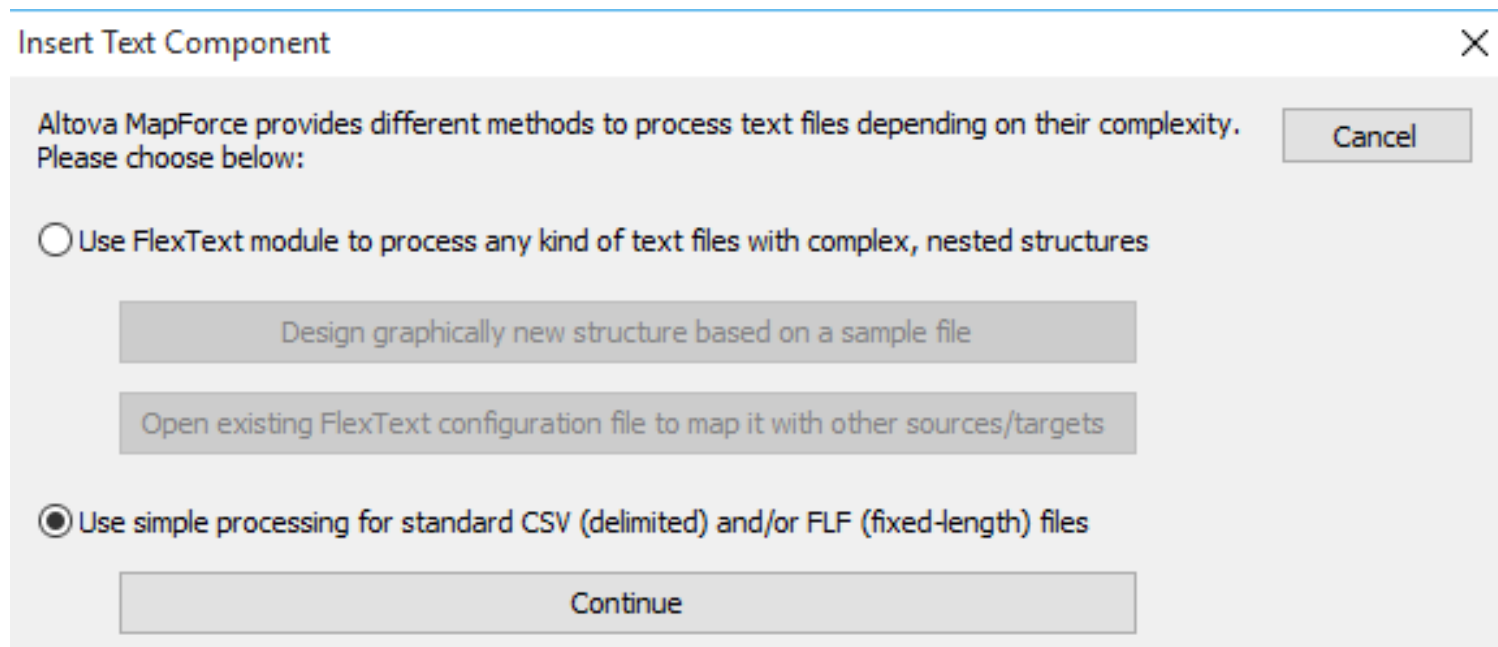 Insert Text Component
Altova MapForce provides different methods to process text files depending on their complexity.
Please choose below:
Cancel
Use FlexText module to process any kind of text files with complex, nested structures
Design graphically new structure based on a sample file
Open existing FlexText configuration file to map it with other sources/targets
Use simple processing for standard CSV (delimited) and/or FLF (fixed-length) files
Continue